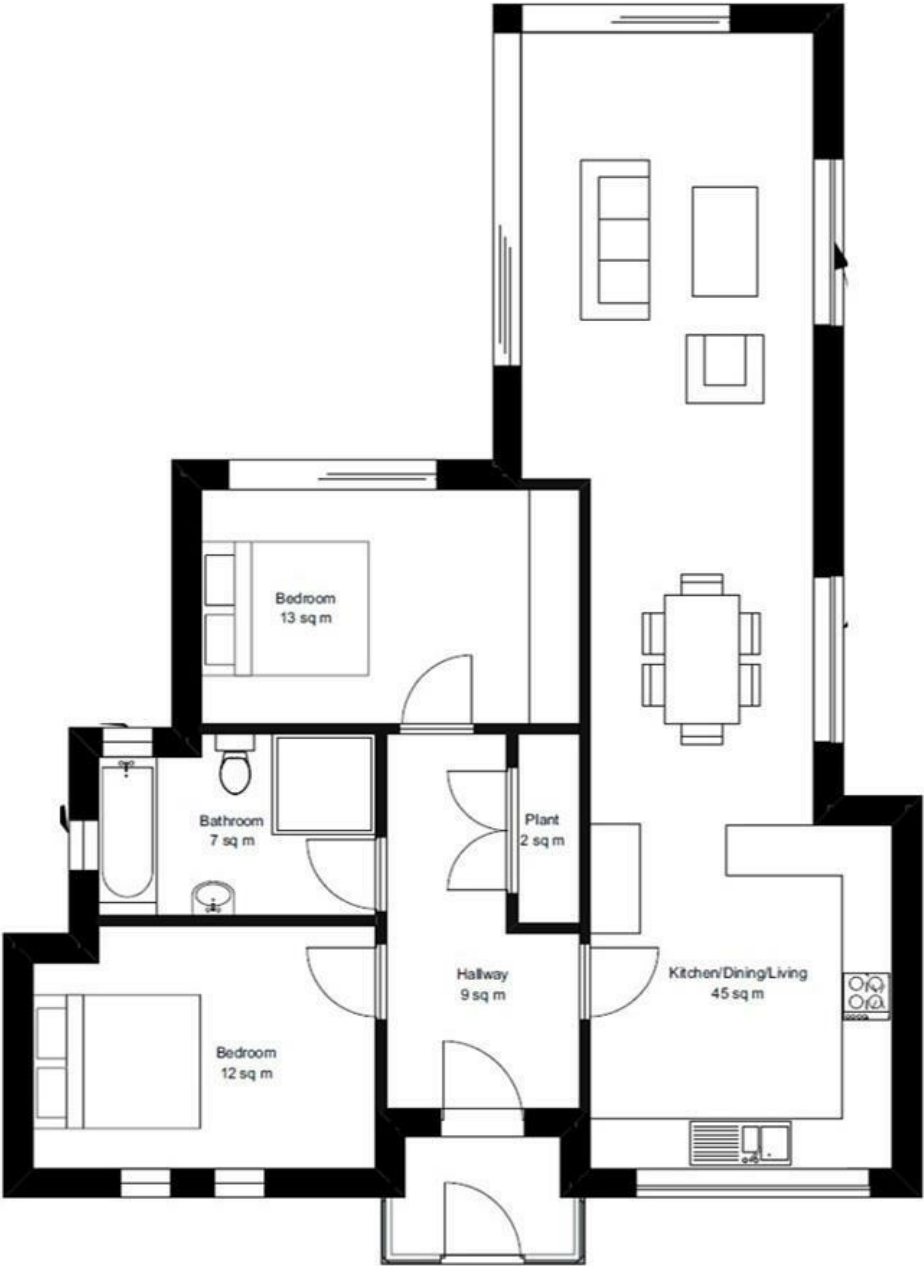 Bedroom
13 sq m
Bathroom
7 sq m
Plant
2 sq m
Hallway
9 sq m
Kitchen/Dining/Living
45 sq m
Bedroom
12 sq m